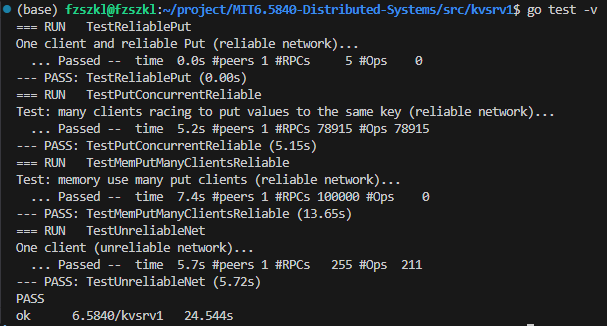 (base) fzszkl@fzszkl:~/project/MIT6.5840-Distributed-Systems/src/kvsrv1$ go test -v
=== RUN   TestReliablePut
One client and reliable Put (reliable network)...
  ... Passed --  time  0.0s #peers 1 #RPCs     5 #Ops    0
--- PASS: TestReliablePut (0.00s)
=== RUN   TestPutConcurrentReliable
Test: many clients racing to put values to the same key (reliable network)...
  ... Passed --  time  5.2s #peers 1 #RPCs 78915 #Ops 78915
--- PASS: TestPutConcurrentReliable (5.15s)
=== RUN   TestMemPutManyClientsReliable
Test: memory use many put clients (reliable network)...
  ... Passed --  time  7.4s #peers 1 #RPCs 100000 #Ops    0
--- PASS: TestMemPutManyClientsReliable (13.65s)
=== RUN   TestUnreliableNet
One client (unreliable network)...
  ... Passed --  time  5.7s #peers 1 #RPCs   255 #Ops  211
--- PASS: TestUnreliableNet (5.72s)
PASS
ok      6.5840/kvsrv1   24.544s